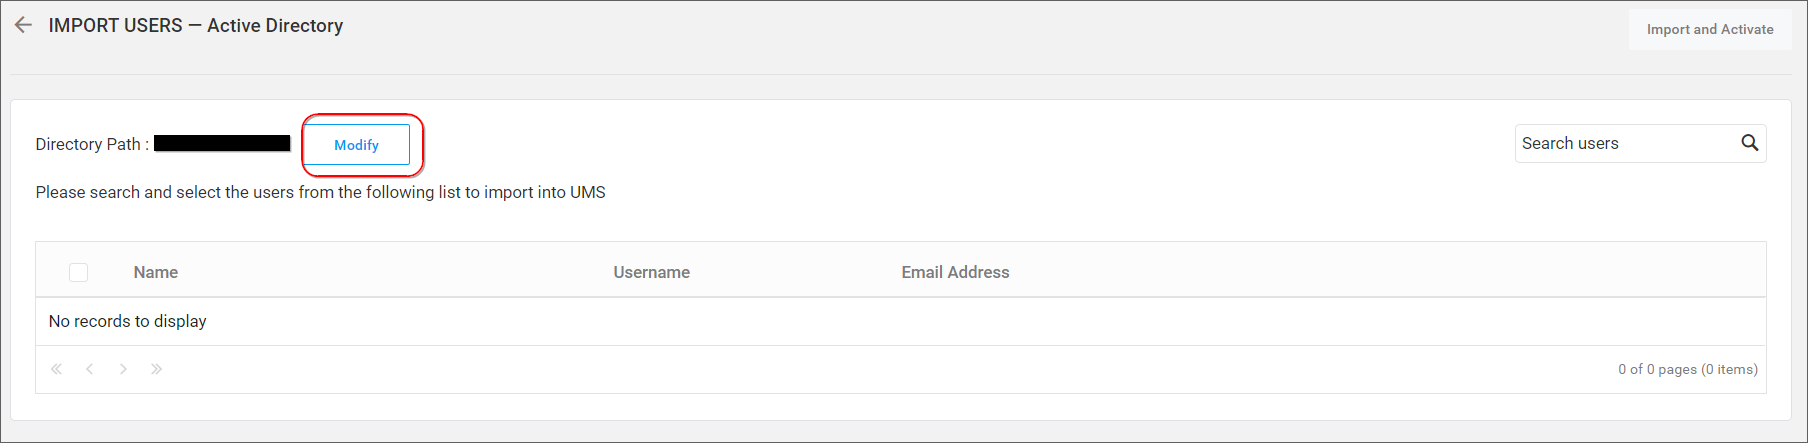 IMPORT USERS — Active Directory
Import and Activate
Directory Path :
Modify
Search users
Please search and select the users from the following list to import into UMS
Name Username Email Address
No records to display
0 of 0 pages (0 items)